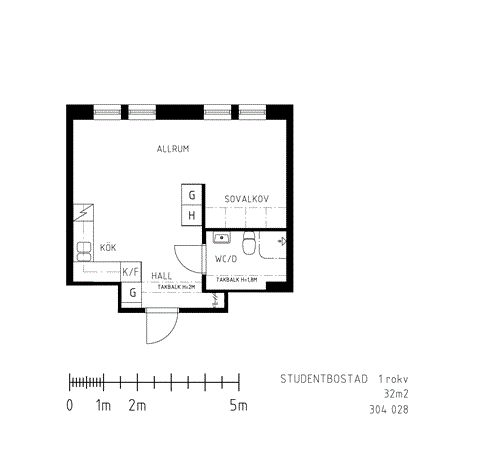 ALLRUM
G
SOVALKOV
H
KÖK
WC/D
K/F
HALL
TAKBALK H=1,8M
G
TAKBALK H=2M
STUDENTBOSTAD 1 rokv
32m2
0 1m 2m 5m
304 028